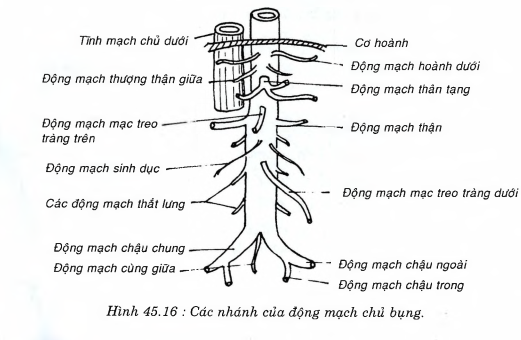 Tĩnh mạch chủ dưới
Cơ hoành
Động mạch hoành dưới
Động mạch thượng thận giữa
Động mạch thân tạng
Động mạch mạc treo
tràng trên
Động mạch thận
Động mạch sinh dục
Động mạch mạc treo tràng dưới
Các động mạch thắt lưng
Động mạch chậu chung
Động mạch cùng giữa
Động mạch chậu ngoài
Động mạch chậu trong
Hình 45.16 : Các nhánh của động mạch chủ bụng.